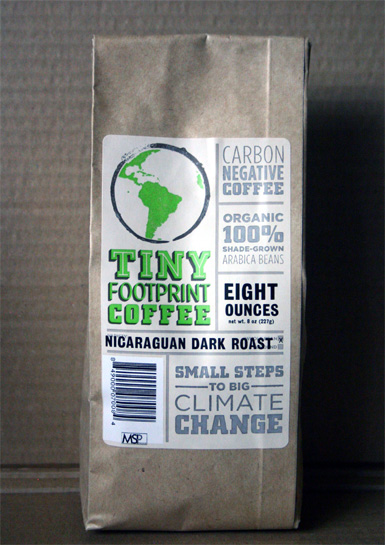 CARBON
NEGATIVE
COFFEE
ORGANIC
100%
SHADE-GROWN
ARABICA BEANS
TINY
FOOTPRINT
COFFEE
EIGHT
OUNCES
net wt. 8 oz (227g)
NICARAGUAN DARK ROAST
SMALL STEPS
TO BIG
CLIMATE
CHANGE
MSP